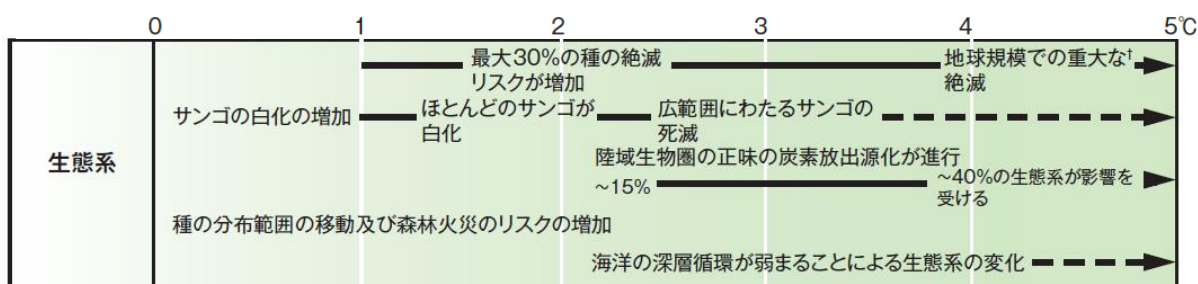 0 1 2 3 4 5℃
最大30%の種の絶滅
リスクが増加
地球規模での重大な†
絶滅
サンゴの白化の増加
ほとんどのサンゴが
白化
広範囲にわたるサンゴの
死滅
生態系
陸域生物圏の正味の炭素放出源化が進行
~15%
~40%の生態系が影響を
受ける
種の分布範囲の移動及び森林火災のリスクの増加
海洋の深層循環が弱まることによる生態系の変化